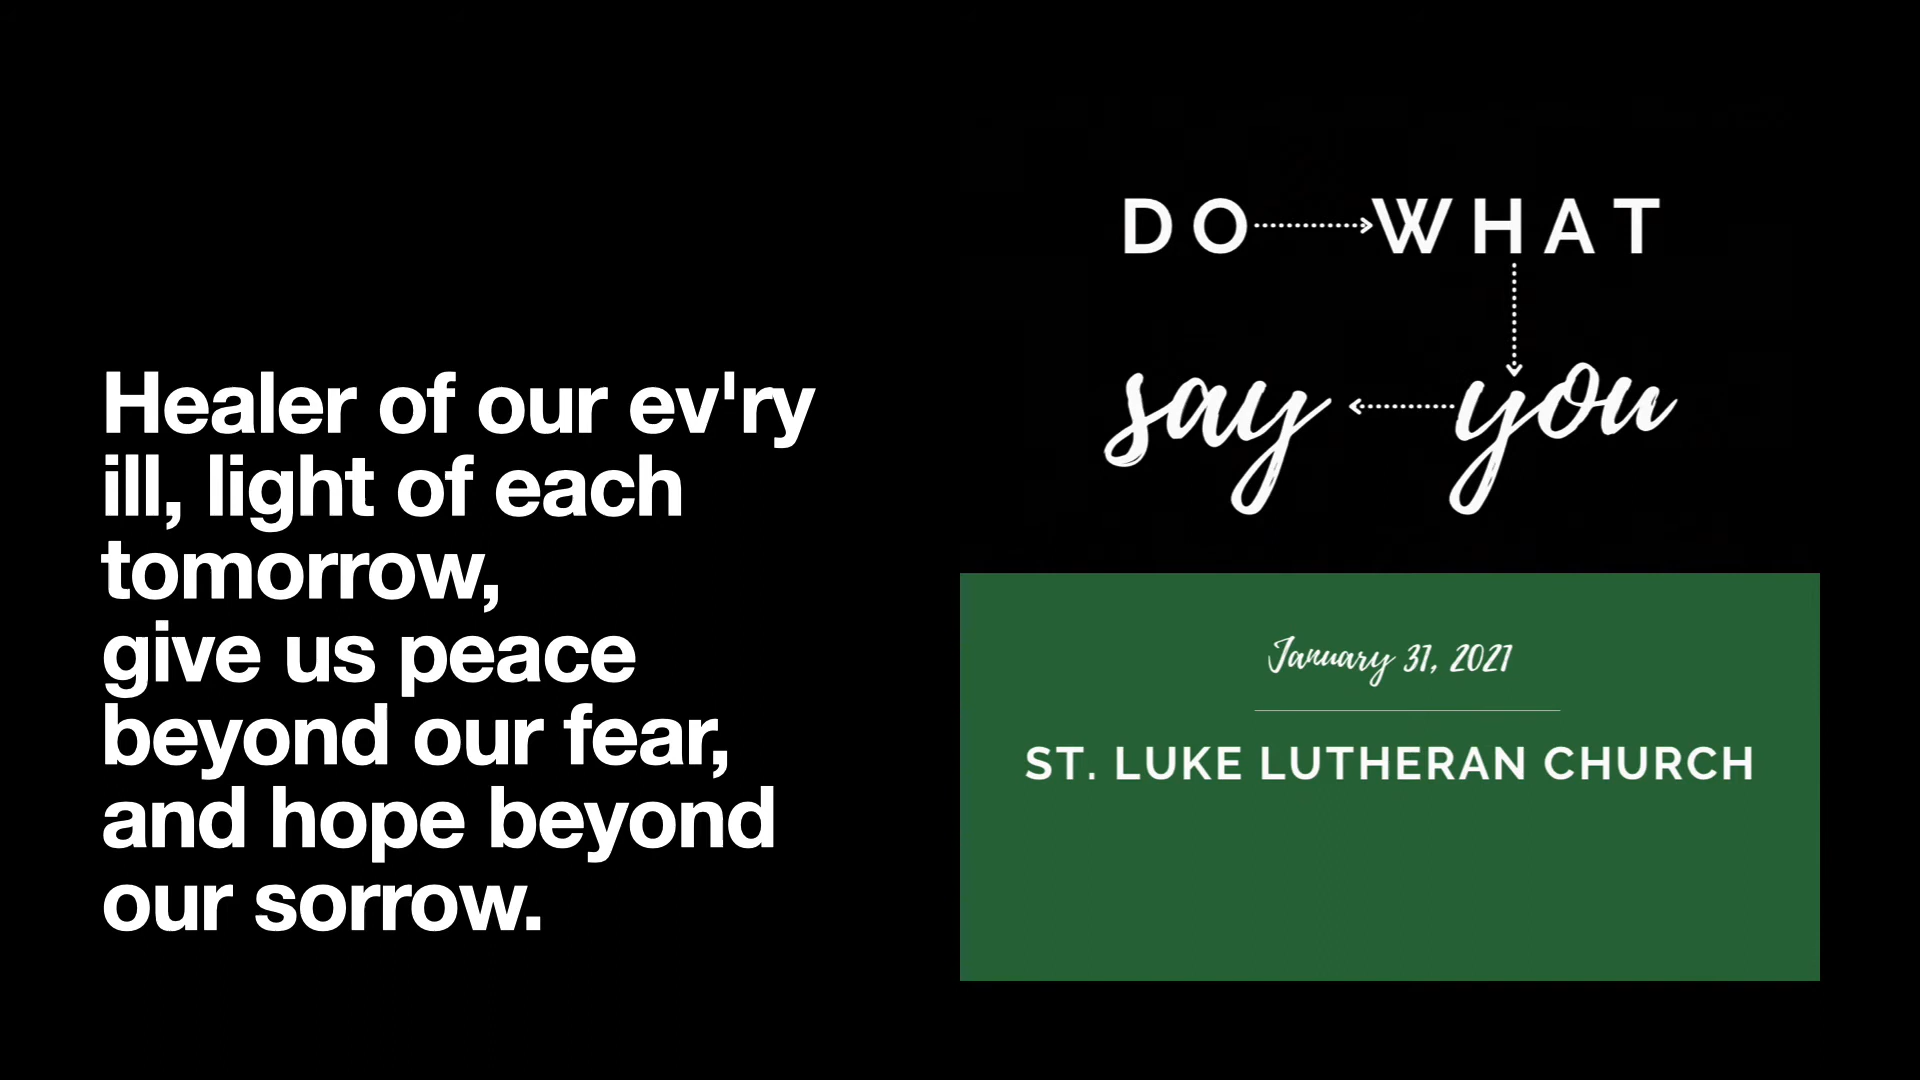 Healer of our ev'ry
ill, light of each
tomorrow,
give us peace
beyond our fear,
and hope beyond
our sorrow.
DO WHAT
say you
January 31, 2021
ST. LUKE LUTHERAN CHURCH